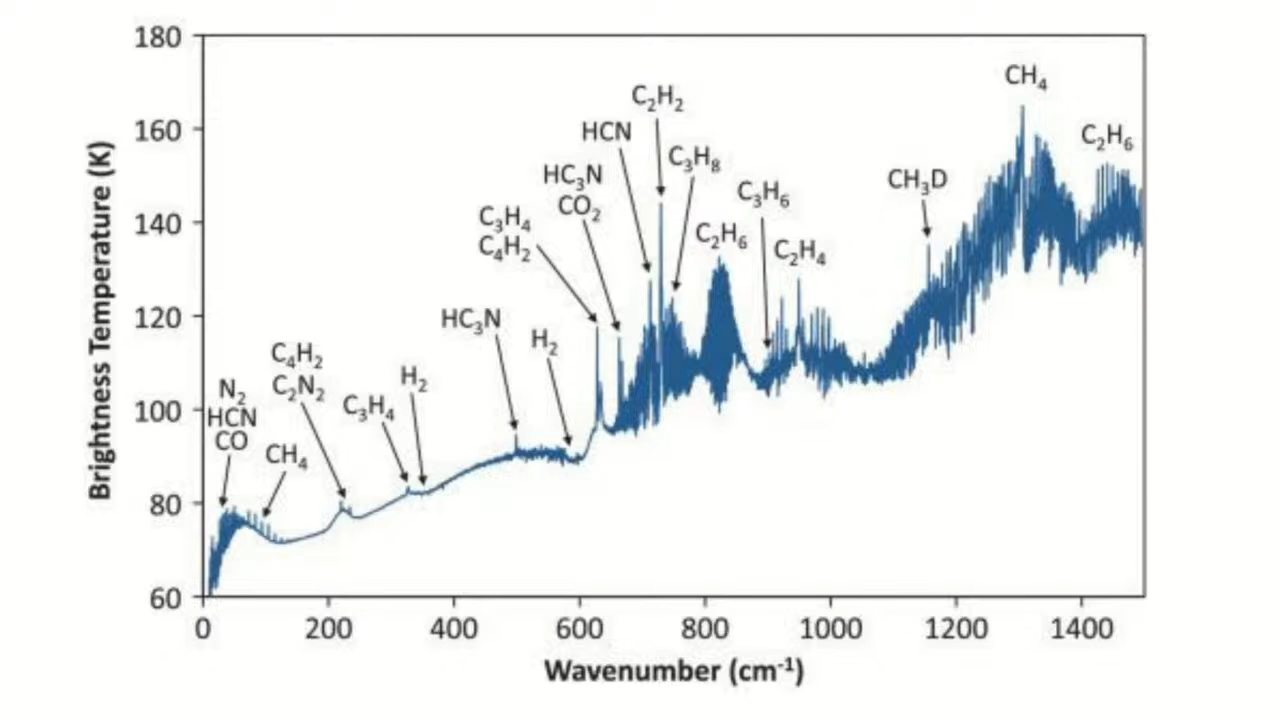 180
160
140
120
100
80
60
Brightness Temperature (K)
N₂
HCN
CO
CH₄
C₄H₂
C₂N₂
C₃H₄
H₂
HC₃N
H₂
C₃H₄
C₄H₂
HC₃N
CO₂
HCN
C₂H₂
C₃H₈
C₂H₆
C₃H₆
C₂H₄
CH₃D
CH₄
C₂H₆
0 200 400 600 800 1000 1200 1400
Wavenumber (cm⁻¹)